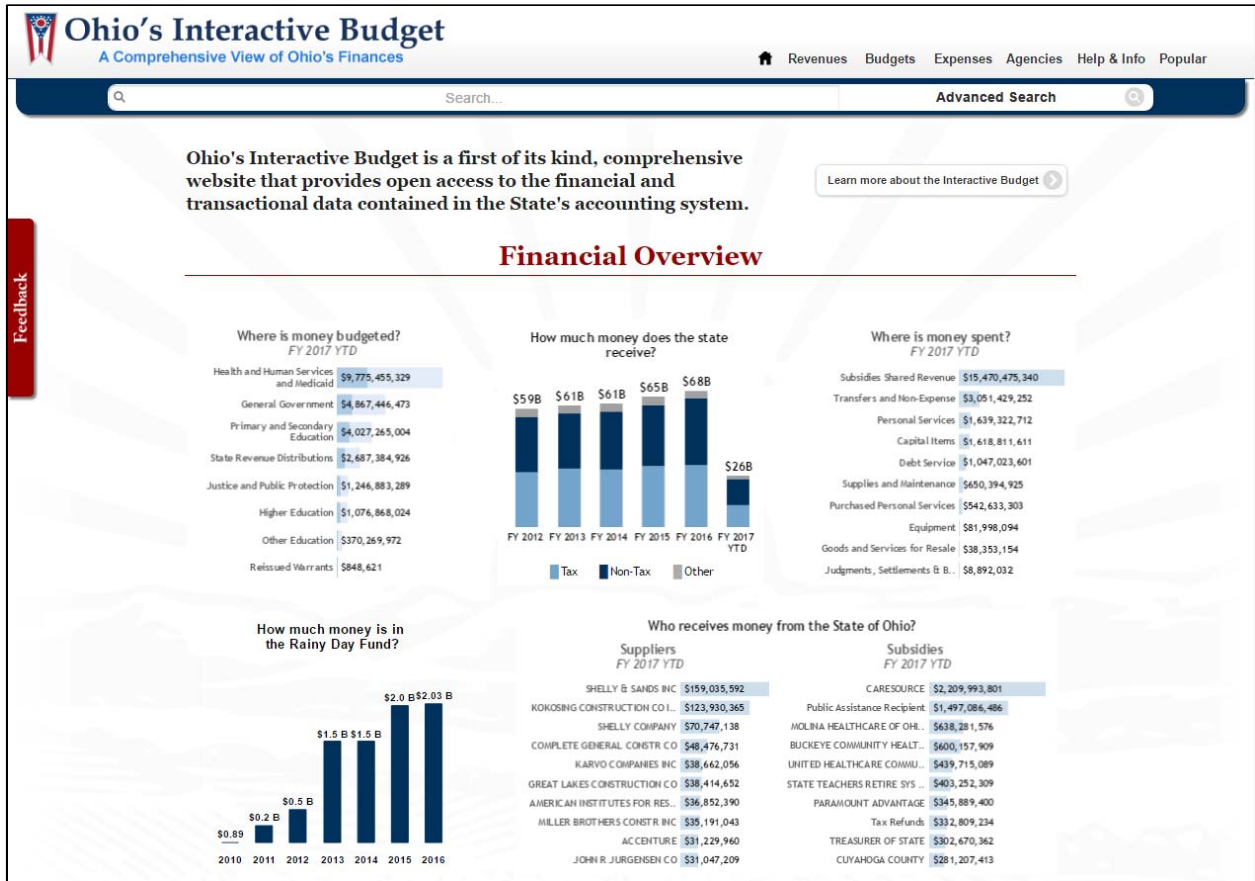 Ohio's Interactive Budget
A Comprehensive View of Ohio's Finances
Revenues Budgets Expenses Agencies Help & Info Popular
Search...
Advanced Search
Ohio's Interactive Budget is a first of its kind, comprehensive
website that provides open access to the financial and
transactional data contained in the State's accounting system.
Learn more about the Interactive Budget
Feedback
Financial Overview
Where is money budgeted?
FY 2017 YTD
Health and Human Services
and Medicaid $9,775,455,329
General Government $4,867,446,473
Primary and Secondary
Education $4,027,265,004
State Revenue Distributions $2,687,384,926
Justice and Public Protection $1,246,883,289
Higher Education $1,076,868,024
Other Education $370,269,972
Reissued Warrants $848,621
How much money does the state
receive?
$59B $61B $61B $65B $68B $26B
FY 2012 FY 2013 FY 2014 FY 2015 FY 2016 FY 2017
YTD
Tax Non-Tax Other
Where is money spent?
FY 2017 YTD
Subsidies Shared Revenue $15,470,475,340
Transfers and Non-Expense $3,051,429,252
Personal Services $1,639,322,712
Capital Items $1,618,811,611
Debt Service $1,047,023,601
Supplies and Maintenance $650,394,925
Purchased Personal Services $542,633,303
Equipment $81,998,094
Goods and Services for Resale $38,353,154
Judgments, Settlements & B.. $8,892,032
How much money is in
the Rainy Day Fund?
$0.89 $0.2 B $0.5 B $1.5 B $1.5 B $2.0 B $2.03 B
2010 2011 2012 2013 2014 2015 2016
Who receives money from the State of Ohio?
Suppliers
FY 2017 YTD
SHELLY & SANDS INC $159,035,592
KOKOSING CONSTRUCTION CO I.. $123,930,365
SHELLY COMPANY $70,747,138
COMPLETE GENERAL CONSTR CO $48,476,731
KARVO COMPANIES INC $38,662,056
GREAT LAKES CONSTRUCTION CO $38,414,652
AMERICAN INSTITUTES FOR RES.. $36,852,390
MILLER BROTHERS CONSTR INC $35,191,043
ACCENTURE $31,229,960
JOHN R JURGENSEN CO $31,047,209
Subsidies
FY 2017 YTD
CARESOURCE $2,209,993,801
Public Assistance Recipient $1,497,086,486
MOLINA HEALTHCARE OF OHI.. $638,281,576
BUCKEYE COMMUNITY HEALT.. $600,157,909
UNITED HEALTHCARE COMMU.. $439,715,089
STATE TEACHERS RETIRE SYS .. $403,252,309
PARAMOUNT ADVANTAGE $345,889,400
Tax Refunds $332,809,234
TREASURER OF STATE $302,670,362
CUYAHOGA COUNTY $281,207,413